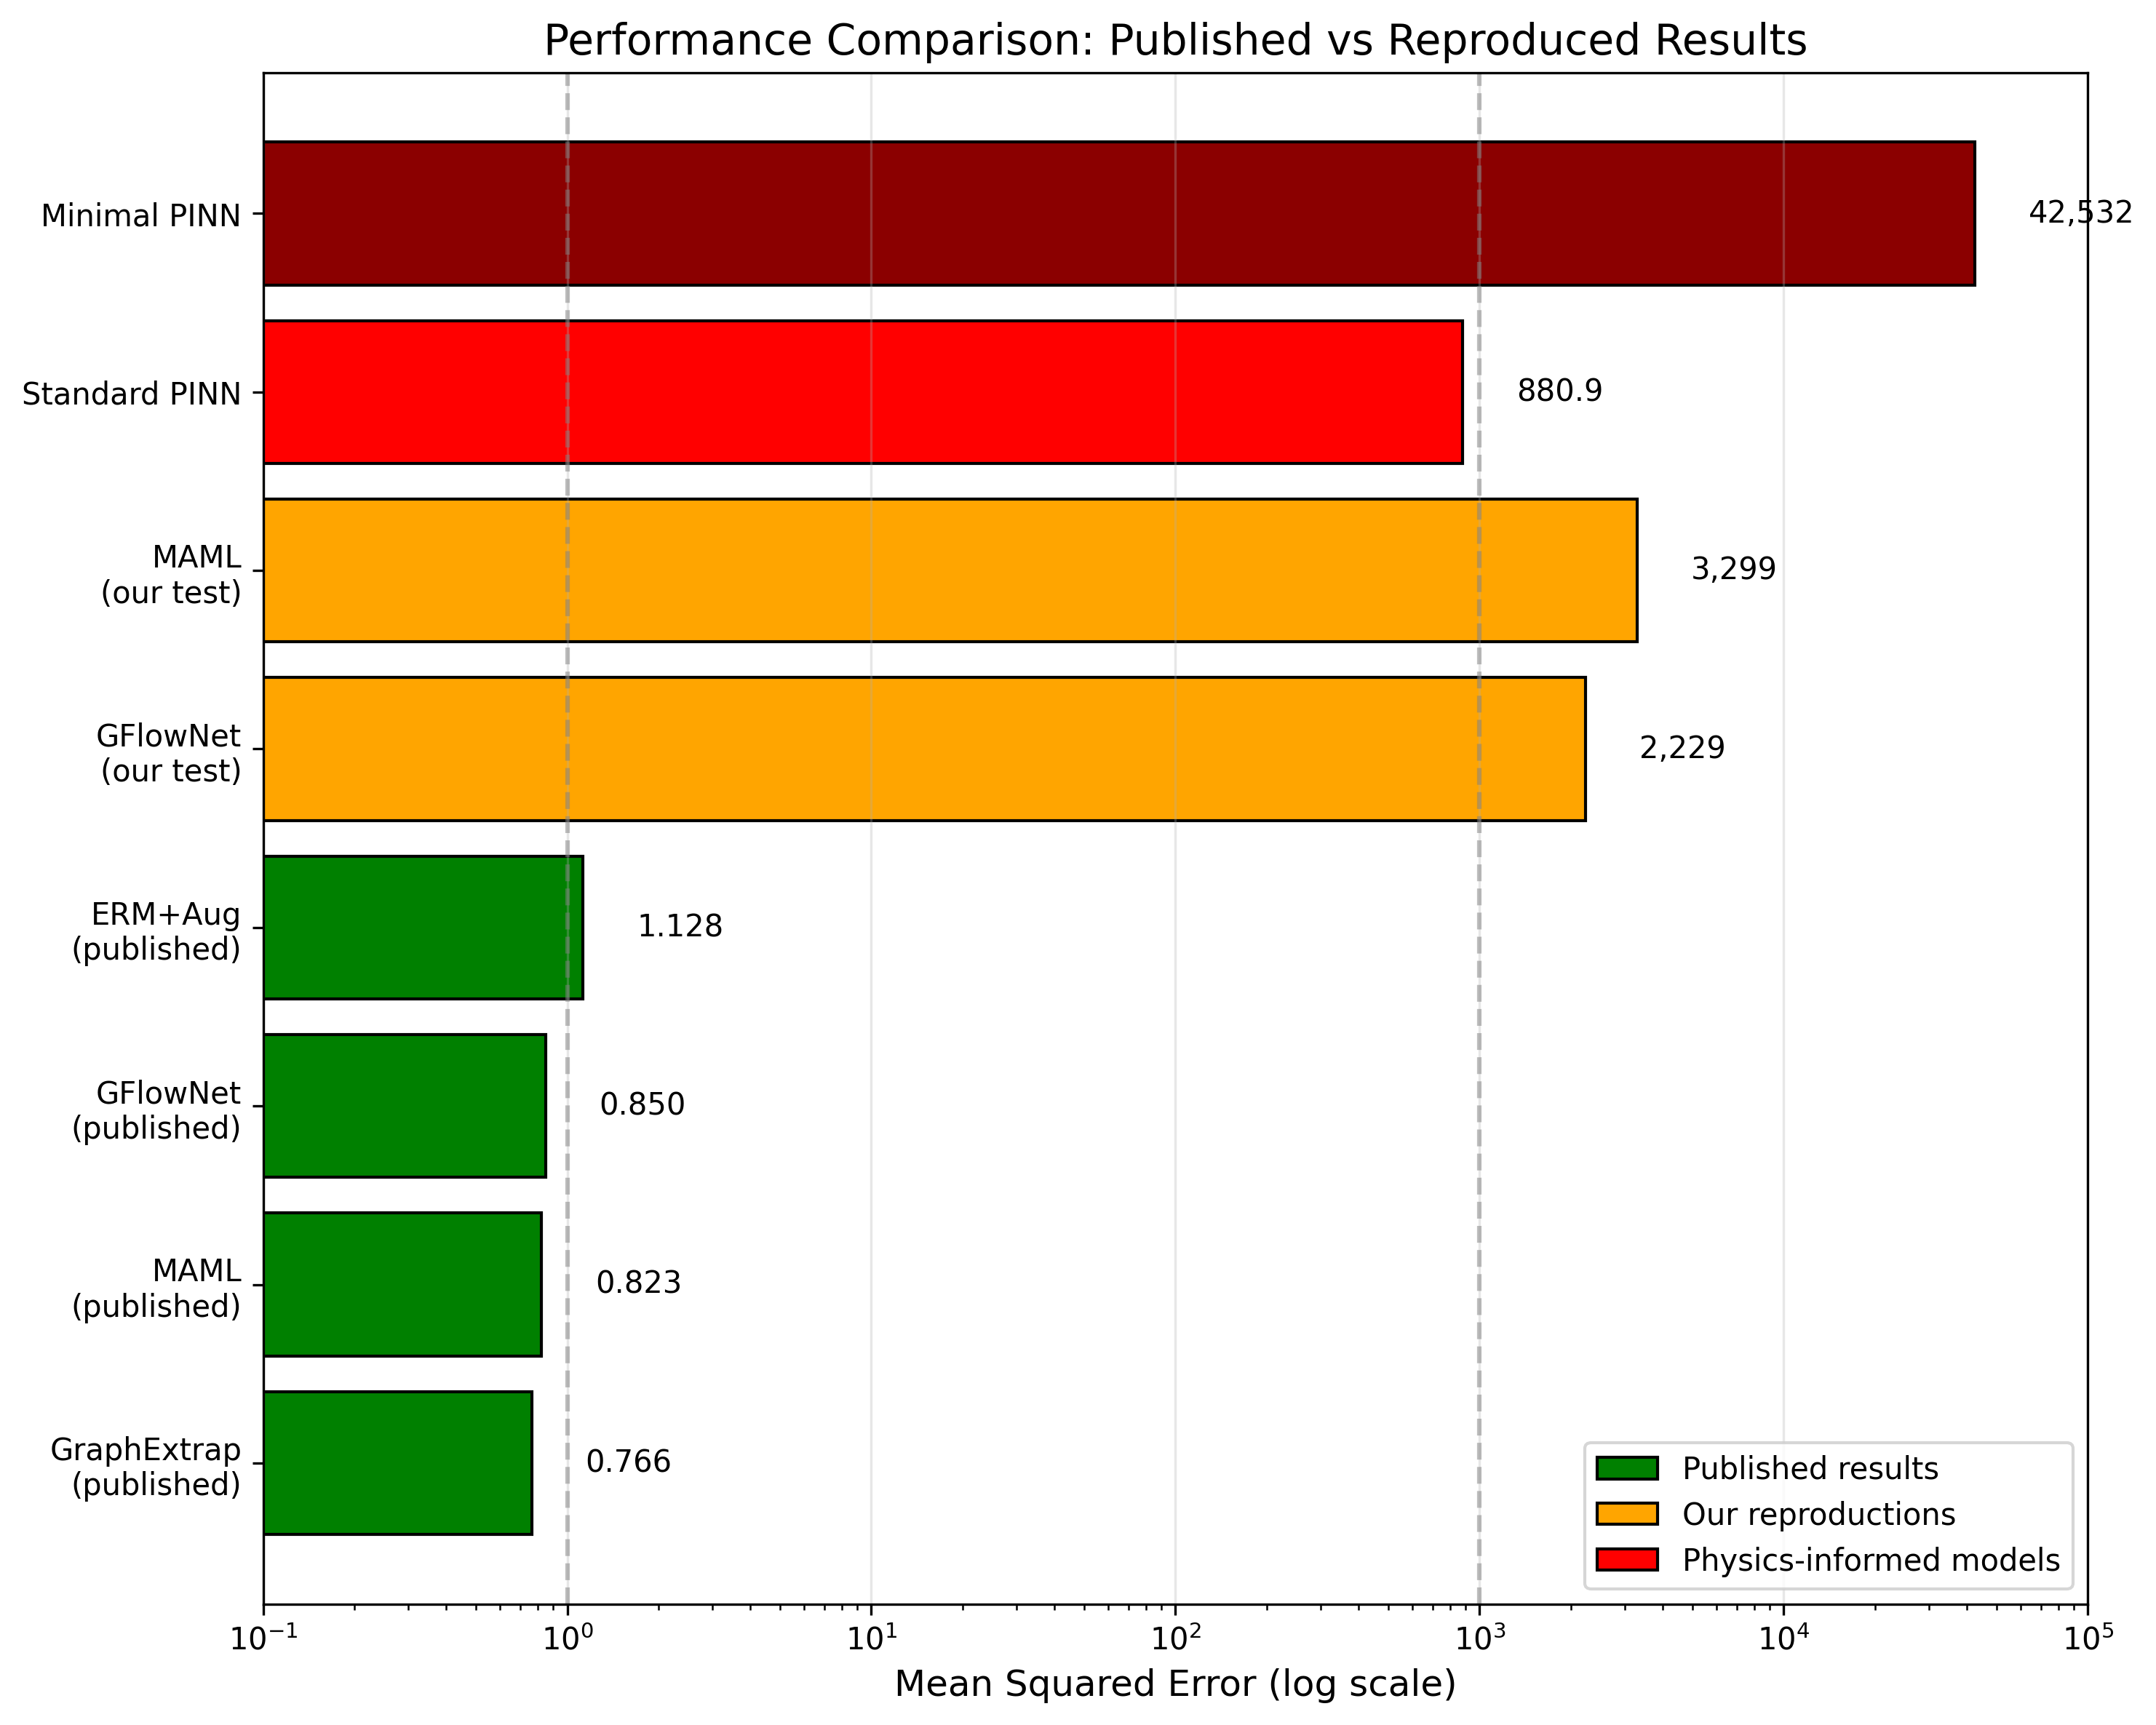 Performance Comparison: Published vs Reproduced Results
Minimal PINN
42,532
Standard PINN
880.9
MAML
(our test)
3,299
GFlowNet
(our test)
2,229
ERM+Aug
(published)
1.128
GFlowNet
(published)
0.850
MAML
(published)
0.823
GraphExtrap
(published)
0.766
Published results
Our reproductions
Physics-informed models
10⁻¹ 10⁰ 10¹ 10² 10³ 10⁴ 10⁵
Mean Squared Error (log scale)